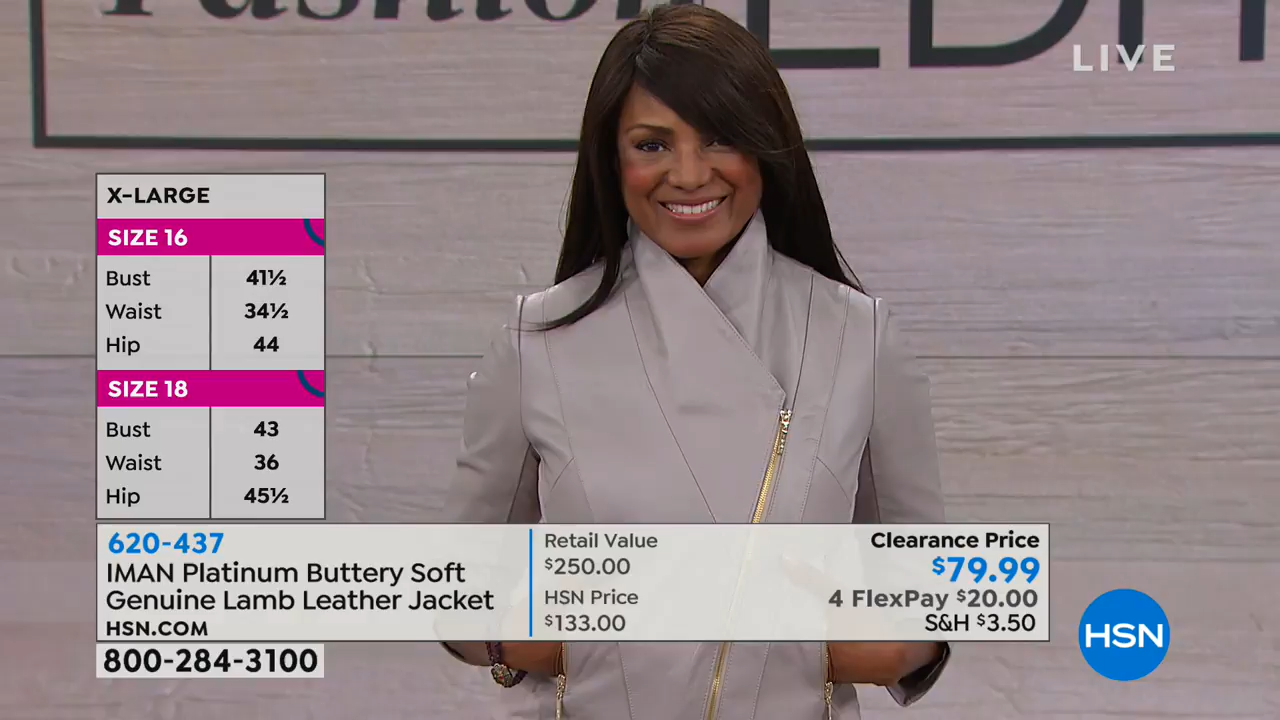 Fashion EDIT
LIVE
X-LARGE
SIZE 16
Bust 41½
Waist 34½
Hip 44
SIZE 18
Bust 43
Waist 36
Hip 45½
620-437
IMAN Platinum Buttery Soft
Genuine Lamb Leather Jacket
HSN.COM
800-284-3100
Retail Value
$250.00
HSN Price
$133.00
Clearance Price
$79.99
4 FlexPay $20.00
S&H $3.50
HSN